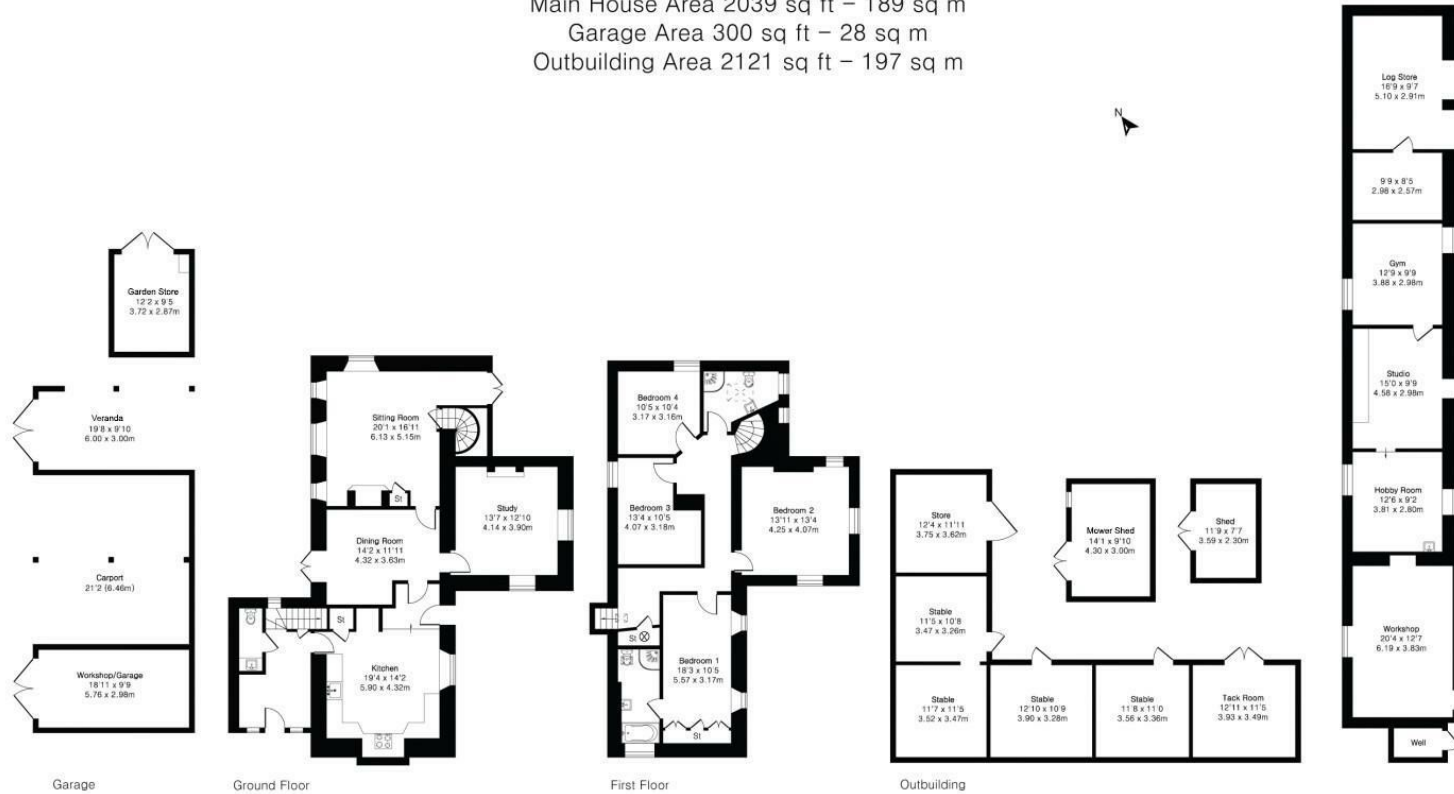 Main House Area 2039 sq ft – 189 sq m
Garage Area 300 sq ft – 28 sq m
Outbuilding Area 2121 sq ft – 197 sq m
N
Garden Store
12'2 x 9'5
3.72 x 2.87m
Veranda
19'8 x 9'10
6.00 x 3.00m
Carport
21'2 (6.46m)
Workshop/Garage
18'11 x 9'9
5.76 x 2.98m
Garage
Sitting Room
20'1 x 16'11
6.13 x 5.15m
St
Study
13'7 x 12'10
4.14 x 3.90m
Dining Room
14'2 x 11'11
4.32 x 3.63m
St
Kitchen
19'4 x 14'2
5.90 x 4.32m
Ground Floor
Bedroom 4
10'5 x 10'4
3.17 x 3.16m
Bedroom 3
13'4 x 10'5
4.07 x 3.18m
Bedroom 2
13'11 x 13'4
4.25 x 4.07m
St
Bedroom 1
18'3 x 10'5
5.57 x 3.17m
St
First Floor
Store
12'4 x 11'11
3.75 x 3.62m
Stable
11'5 x 10'8
3.47 x 3.26m
Stable
11'7 x 11'5
3.52 x 3.47m
Stable
12'10 x 10'9
3.90 x 3.28m
Stable
11'8 x 11'0
3.56 x 3.36m
Tack Room
12'11 x 11'5
3.93 x 3.49m
Mower Shed
14'1 x 9'10
4.30 x 3.00m
Shed
11'9 x 7'7
3.59 x 2.30m
Outbuilding
Log Store
16'9 x 9'7
5.10 x 2.91m
9'9 x 8'5
2.98 x 2.57m
Gym
12'9 x 9'9
3.88 x 2.98m
Studio
15'0 x 9'9
4.58 x 2.98m
Hobby Room
12'6 x 9'2
3.81 x 2.80m
Workshop
20'4 x 12'7
6.19 x 3.83m
Well